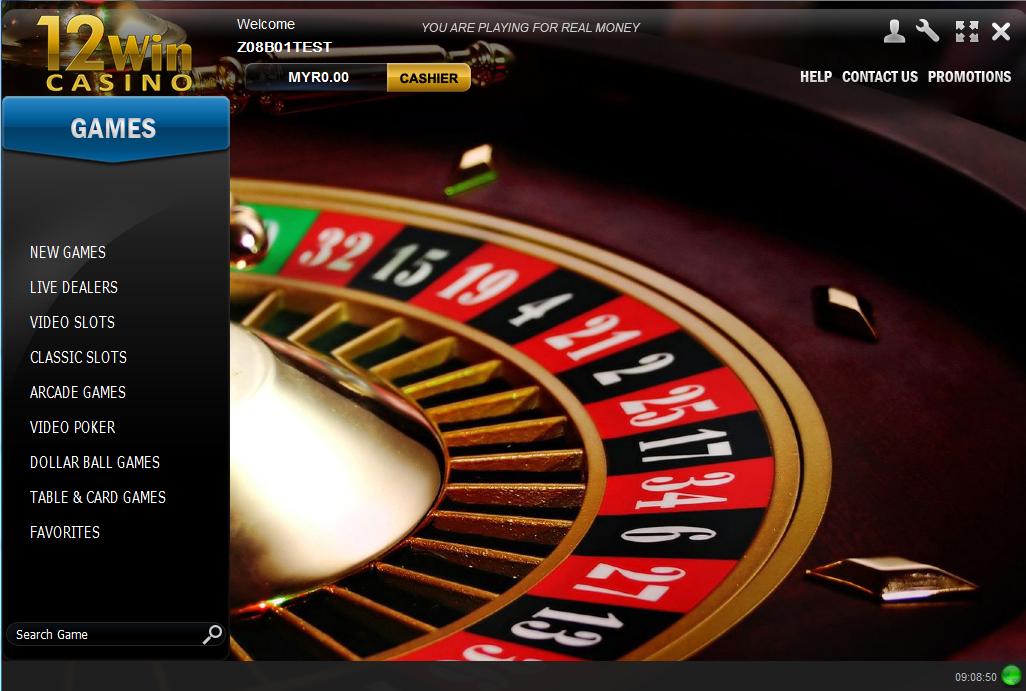 12Win
CASINO
Welcome
YOU ARE PLAYING FOR REAL MONEY
Z08B01TEST
MYR0.00
CASHIER
HELP
CONTACT US
PROMOTIONS
GAMES
NEW GAMES
LIVE DEALERS
VIDEO SLOTS
CLASSIC SLOTS
ARCADE GAMES
VIDEO POKER
DOLLAR BALL GAMES
TABLE & CARD GAMES
FAVORITES
Search Game
32
15
19
4
21
2
25
17
34
6
27
13
09:08:50